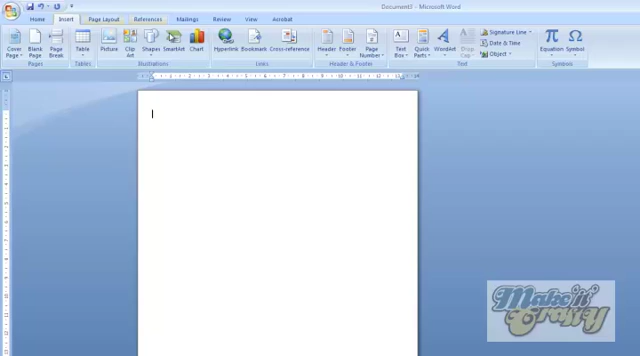 Document2 - Microsoft Word
Home Insert Page Layout References Mailings Review View Acrobat
Cover Page Blank Page Page Break Table Picture Clip Art Shapes SmartArt Chart Hyperlink Bookmark Cross-reference Header Footer Page Number Text Box Quick Parts WordArt Drop Cap Signature Line Date & Time Object Equation Symbol
Pages Tables Illustrations Links Header & Footer Text Symbols
Make it
Crafty